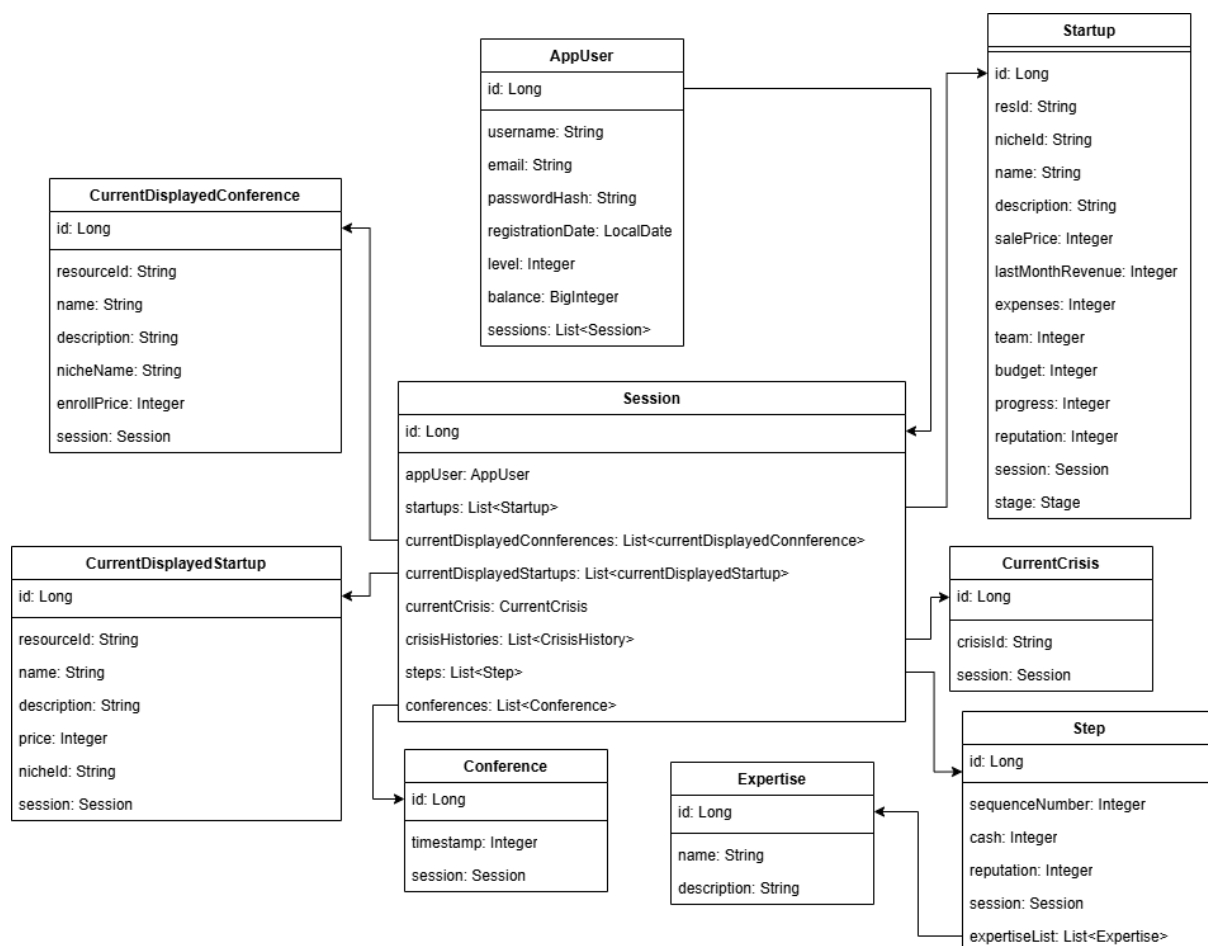 AppUser
id: Long
username: String
email: String
passwordHash: String
registrationDate: LocalDate
level: Integer
balance: BigInteger
sessions: List<Session>
Startup
id: Long
resId: String
nicheId: String
name: String
description: String
salePrice: Integer
lastMonthRevenue: Integer
expenses: Integer
team: Integer
budget: Integer
progress: Integer
reputation: Integer
session: Session
stage: Stage
CurrentDisplayedConference
id: Long
resourceId: String
name: String
description: String
nicheName: String
enrollPrice: Integer
session: Session
Session
id: Long
appUser: AppUser
startups: List<Startup>
currentDisplayedConnferences: List<currentDisplayedConnference>
currentDisplayedStartups: List<currentDisplayedStartup>
currentCrisis: CurrentCrisis
crisisHistories: List<CrisisHistory>
steps: List<Step>
conferences: List<Conference>
CurrentDisplayedStartup
id: Long
resourceId: String
name: String
description: String
price: Integer
nicheId: String
session: Session
CurrentCrisis
id: Long
crisisId: String
session: Session
Conference
id: Long
timestamp: Integer
session: Session
Expertise
id: Long
name: String
description: String
Step
id: Long
sequenceNumber: Integer
cash: Integer
reputation: Integer
session: Session
expertiseList: List<Expertise>